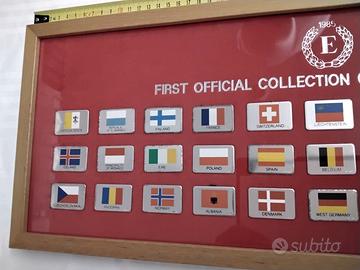 1985
E
FIRST OFFICIAL COLLECTION
FINLAND
FRANCE
SWITZERLAND
LIECHTENSTEIN
ICELAND
EIRE
POLAND
SPAIN
BELGIUM
CZECHOSLOVAKIA
ANDORRA
NORWAY
ALBANIA
DENMARK
WEST GERMANY
subito